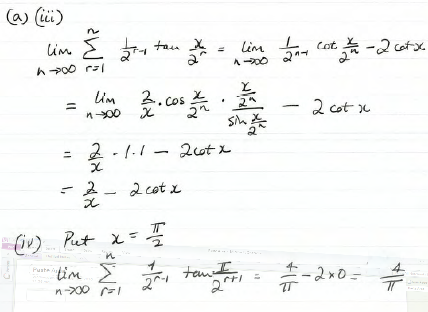 (a) (iii)
lim n→∞ Σ r=1 n 1/2^(r-1) tan x/2^r = lim n→∞ 1/2^(n-1) cot x/2^n - 2 cot x
= lim n→∞ 2/x · cos x/2^n · (x/2^n)/(sin x/2^n) - 2 cot x
= 2/x · 1 · 1 - 2 cot x
= 2/x - 2 cot x
(iv) Put x = π/2
lim n→∞ Σ r=1 n 1/2^(r-1) tan π/2^(r+1) = 4/π - 2×0 = 4/π